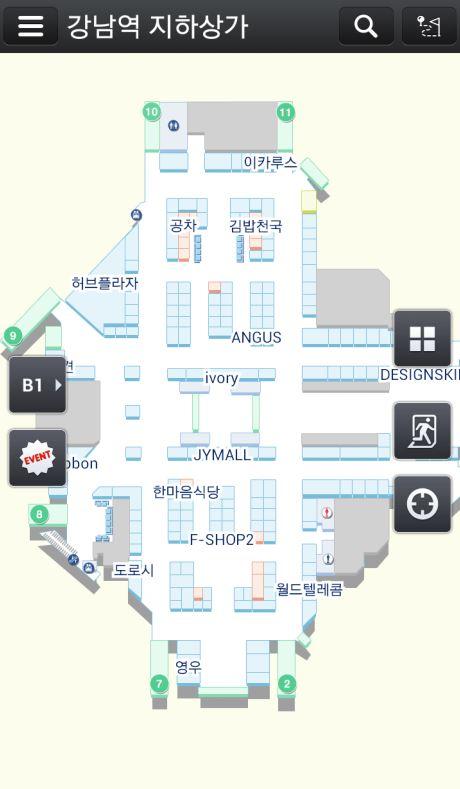 강남역 지하상가
10
11
이카루스
공차
김밥천국
허브플라자
ANGUS
9
견
B1
ivory
DESIGNSKI
EVENT
bbon
JYMALL
한마음식당
8
F-SHOP2
도로시
월드텔레콤
영우
7
2